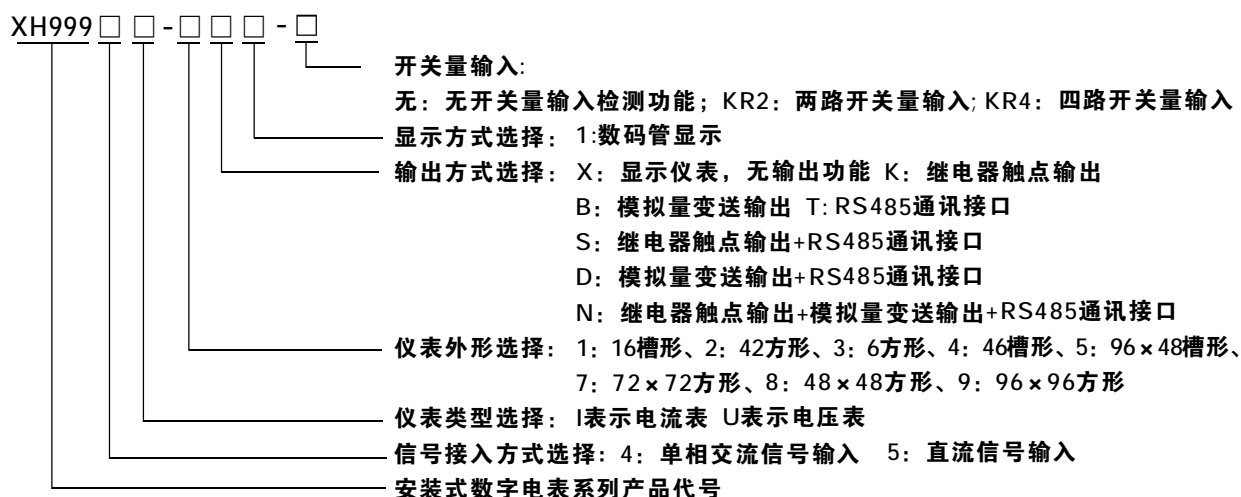 XH999□ □-□ □ □-□
开关量输入:
无：无开关量输入检测功能；KR2：两路开关量输入; KR4：四路开关量输入
显示方式选择：1:数码管显示
输出方式选择：X：显示仪表，无输出功能 K：继电器触点输出
B：模拟量变送输出 T: RS485通讯接口
S：继电器触点输出+RS485通讯接口
D：模拟量变送输出+RS485通讯接口
N：继电器触点输出+模拟量变送输出+RS485通讯接口
仪表外形选择：1：16槽形、2：42方形、3：6方形、4：46槽形、5：96×48槽形、
7：72×72方形、8：48×48方形、9：96×96方形
仪表类型选择：I表示电流表 U表示电压表
信号接入方式选择：4：单相交流信号输入 5：直流信号输入
安装式数字电表系列产品代号